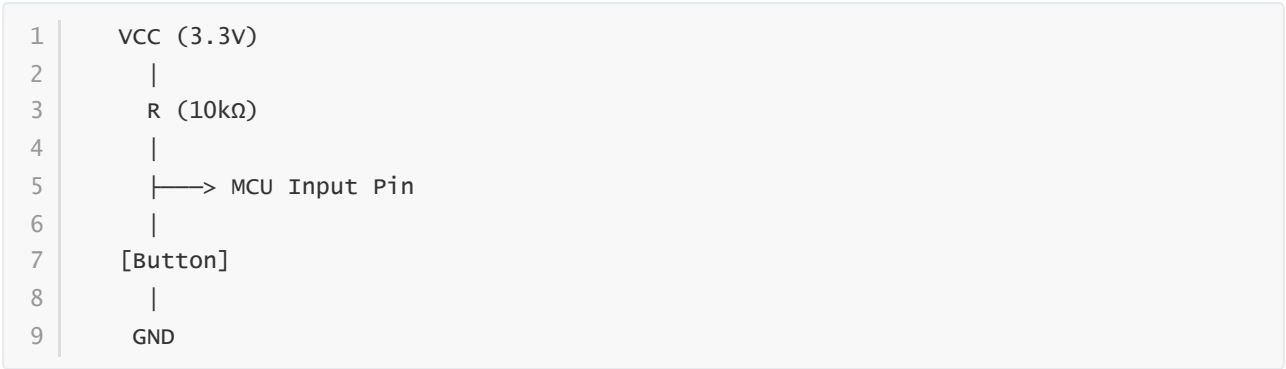 1 VCC (3.3V)
2 |
3 R (10kΩ)
4 |
5 ├───> MCU Input Pin
6 |
7 [Button]
8 |
9 GND